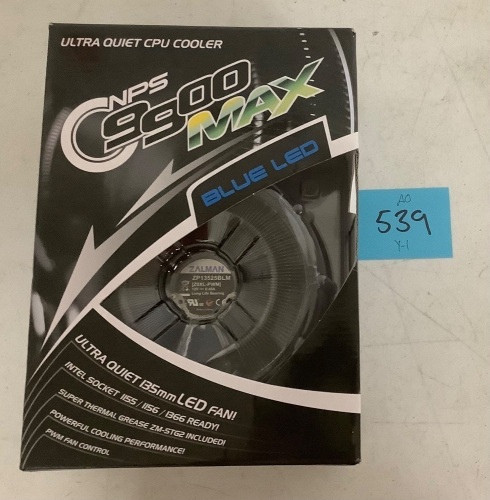 ULTRA QUIET CPU COOLER
CNPS
9900
MAX
BLUE LED
ZALMAN
ZP1352SBLM
ULTRA QUIET 135mm LED FAN!
INTEL SOCKET 1155 / 1156 / 1366 READY!
SUPER THERMAL GREASE ZM-STG2 INCLUDED!
POWERFUL COOLING PERFORMANCE!
PWM FAN CONTROL
AO
539
Y-1